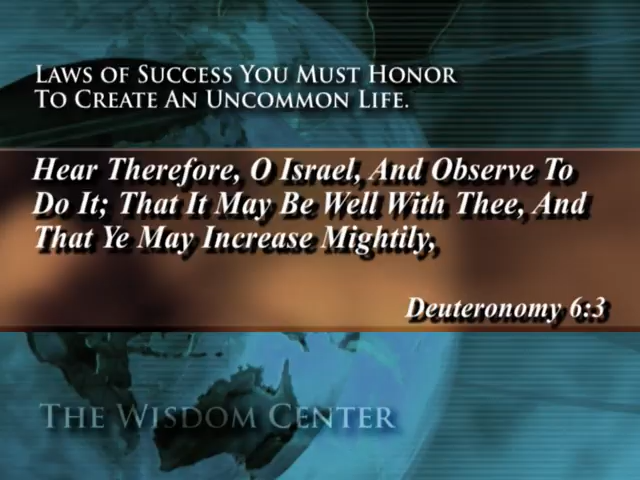 Laws of Success You Must Honor
To Create An Uncommon Life.
Hear Therefore, O Israel, And Observe To
Do It; That It May Be Well With Thee, And
That Ye May Increase Mightily,
Deuteronomy 6:3
The Wisdom Center